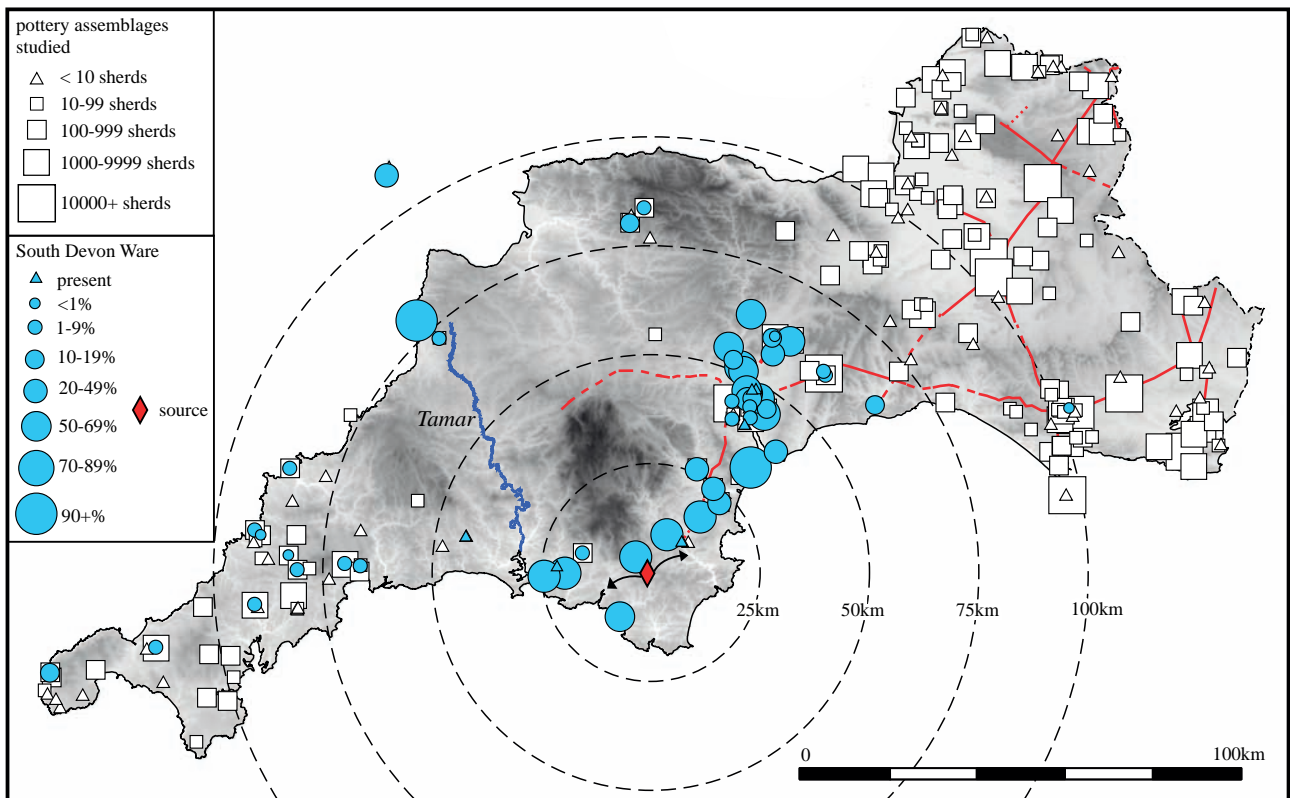 pottery assemblages
studied
< 10 sherds
10-99 sherds
100-999 sherds
1000-9999 sherds
10000+ sherds
South Devon Ware
present
<1%
1-9%
10-19%
20-49%
50-69%
70-89%
90+%
source
Tamar
25km
50km
75km
100km
0
100km